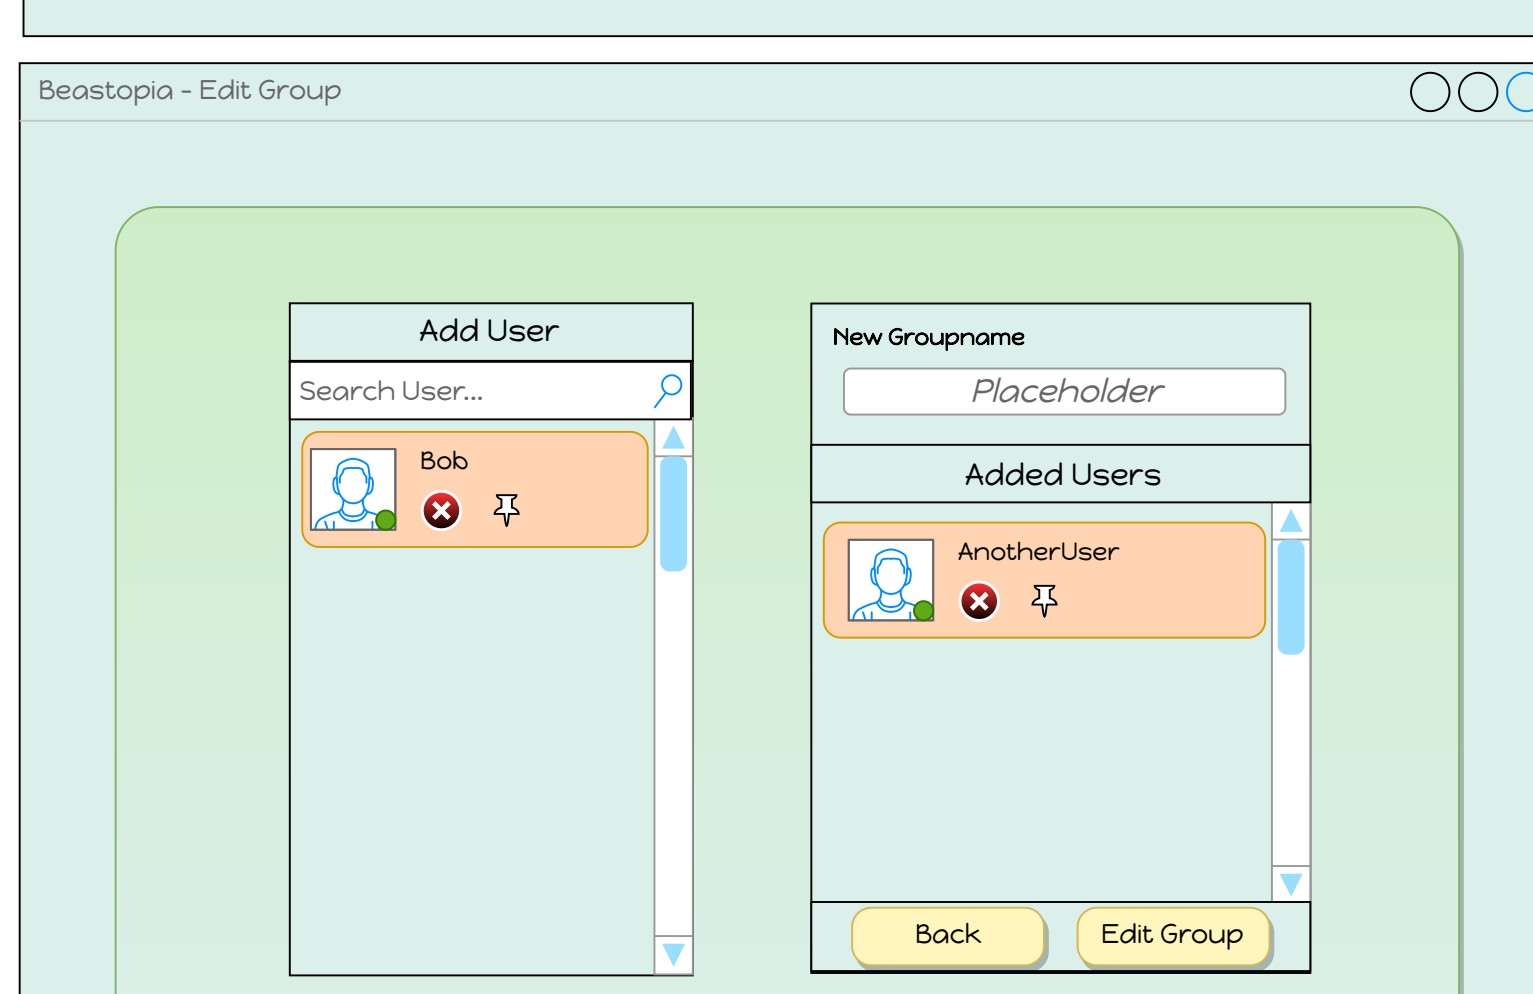 Beastopia - Edit Group
Add User
Search User...
Bob
New Groupname
Placeholder
Added Users
AnotherUser
Back
Edit Group